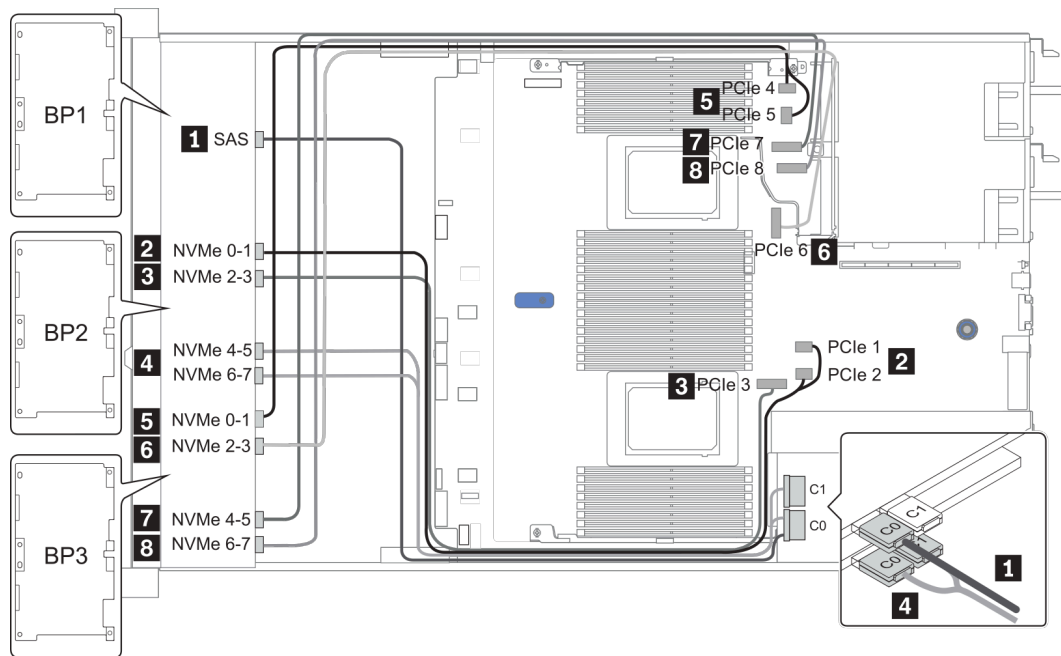 BP1
1 SAS
2 NVMe 0-1
3 NVMe 2-3
BP2
4 NVMe 4-5
NVMe 6-7
5 NVMe 0-1
6 NVMe 2-3
BP3
7 NVMe 4-5
8 NVMe 6-7
PCIe 4
5
PCIe 5
7 PCIe 7
8 PCIe 8
PCIe 6 6
PCIe 1
2
PCIe 2
3 PCIe 3
C1
C0
C1
C0
C0
1
4